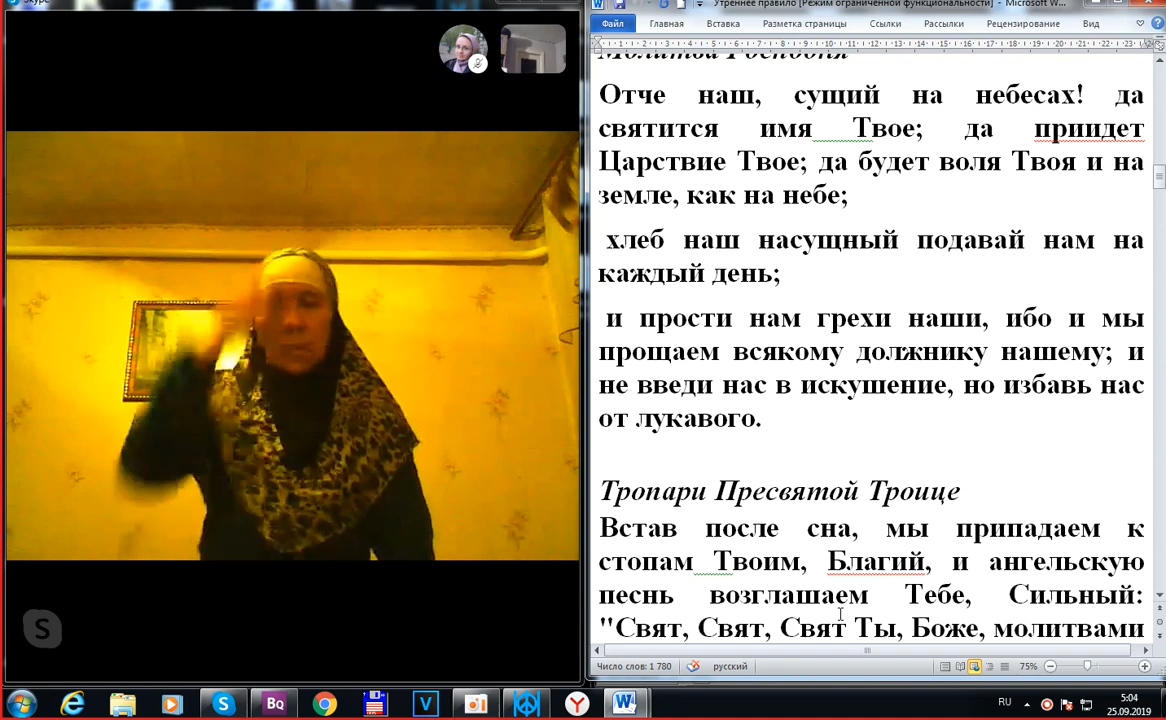 Skype
Утреннее правило [Режим ограниченной функциональности] - Microsoft W...
Файл Главная Вставка Разметка страницы Ссылки Рассылки Рецензирование Вид
Молитва Господня
Отче наш, сущий на небесах! да
святится имя Твое; да приидет
Царствие Твое; да будет воля Твоя и на
земле, как на небе;
хлеб наш насущный подавай нам на
каждый день;
и прости нам грехи наши, ибо и мы
прощаем всякому должнику нашему; и
не введи нас в искушение, но избавь нас
от лукавого.
Тропари Пресвятой Троице
Встав после сна, мы припадаем к
стопам Твоим, Благий, и ангельскую
песнь возглашаем Тебе, Сильный:
"Свят, Свят, Свят Ты, Боже, молитвами
Число слов: 1 780 русский 75%
S
S Bq V Y W RU 5:04
25.09.2019